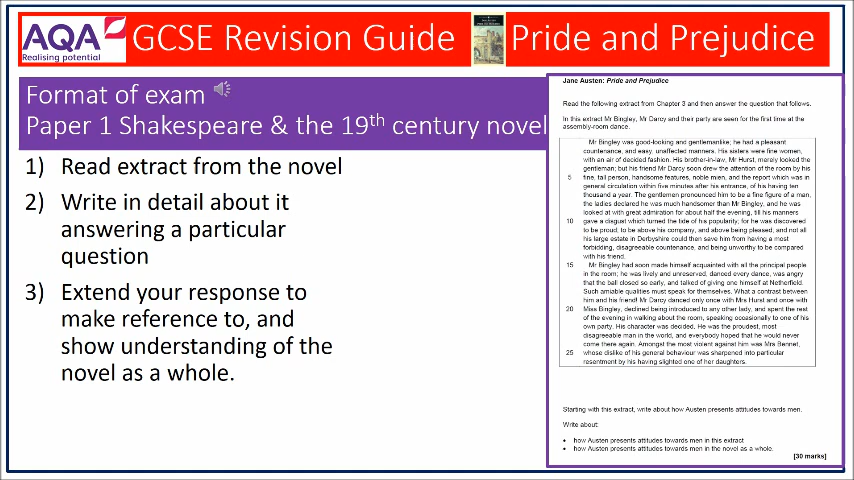 AQA
Realising potential
GCSE Revision Guide
Pride and Prejudice
Format of exam
Paper 1 Shakespeare & the 19th century novel
1) Read extract from the novel
2) Write in detail about it
answering a particular
question
3) Extend your response to
make reference to, and
show understanding of the
novel as a whole.
Jane Austen: Pride and Prejudice
Read the following extract from Chapter 3 and then answer the question that follows.
In this extract Mr Bingley, Mr Darcy and their party are seen for the first time at the
assembly-room dance.
Mr Bingley was good-looking and gentlemanlike; he had a pleasant
countenance, and easy, unaffected manners. His sisters were fine women,
with an air of decided fashion. His brother-in-law, Mr Hurst, merely looked the
gentleman; but his friend Mr Darcy soon drew the attention of the room by his
5 fine, tall person, handsome features, noble mien, and the report which was in
general circulation within five minutes after his entrance, of his having ten
thousand a year. The gentlemen pronounced him to be a fine figure of a man,
the ladies declared he was much handsomer than Mr Bingley, and he was
looked at with great admiration for about half the evening, till his manners
10 gave a disgust which turned the tide of his popularity; for he was discovered
to be proud, to be above his company, and above being pleased; and not all
his large estate in Derbyshire could then save him from having a most
forbidding, disagreeable countenance, and being unworthy to be compared
with his friend.
15 Mr Bingley had soon made himself acquainted with all the principal people
in the room; he was lively and unreserved, danced every dance, was angry
that the ball closed so early, and talked of giving one himself at Netherfield.
Such amiable qualities must speak for themselves. What a contrast between
him and his friend! Mr Darcy danced only once with Mrs Hurst and once with
20 Miss Bingley, declined being introduced to any other lady, and spent the rest
of the evening in walking about the room, speaking occasionally to one of his
own party. His character was decided. He was the proudest, most
disagreeable man in the world, and everybody hoped that he would never
come there again. Amongst the most violent against him was Mrs Bennet,
25 whose dislike of his general behaviour was sharpened into particular
resentment by his having slighted one of her daughters.
Starting with this extract, write about how Austen presents attitudes towards men.
Write about:
• how Austen presents attitudes towards men in this extract
• how Austen presents attitudes towards men in the novel as a whole.
[30 marks]